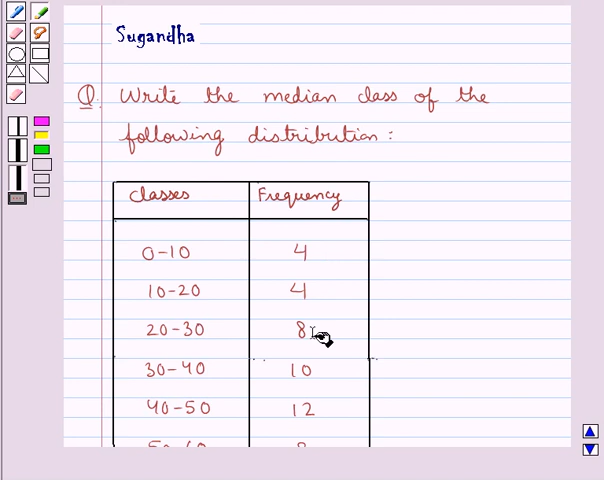 Sugandha
Q. Write the median class of the
following distribution :
Classes Frequency
0-10 4
10-20 4
20-30 8
30-40 10
40-50 12